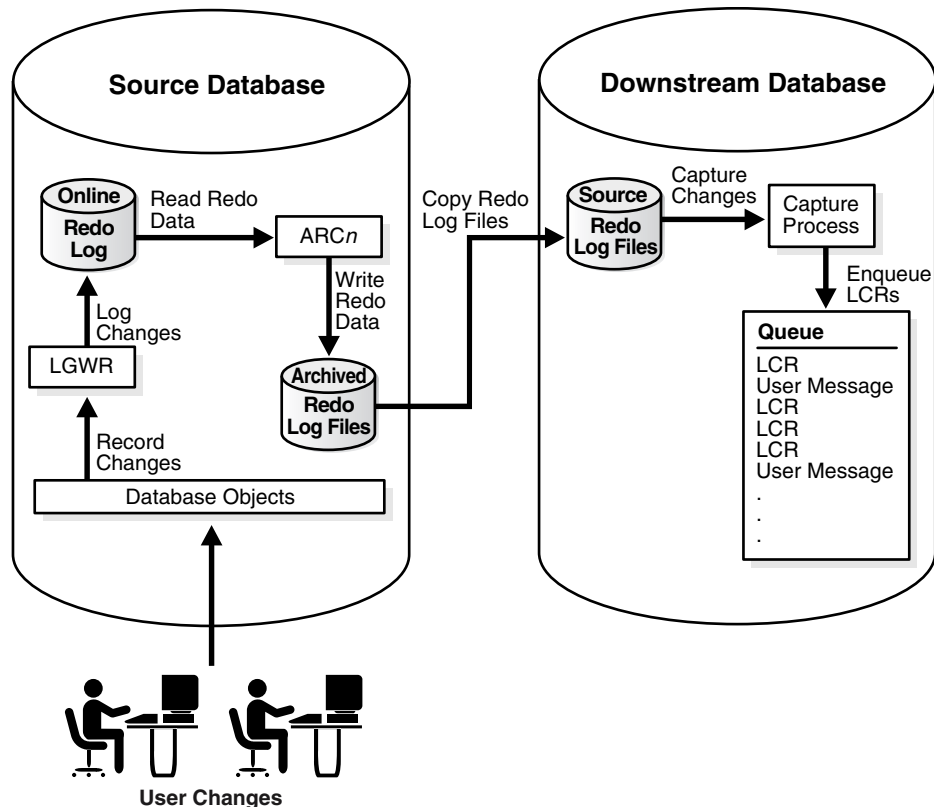 Source Database
Downstream Database
Online
Redo
Log
Read Redo
Data
ARCn
Write
Redo
Data
Log
Changes
LGWR
Archived
Redo
Log Files
Record
Changes
Database Objects
Copy Redo
Log Files
Source
Redo
Log Files
Capture
Changes
Capture
Process
Enqueue
LCRs
Queue
LCR
User Message
LCR
LCR
LCR
User Message
.
.
.
User Changes